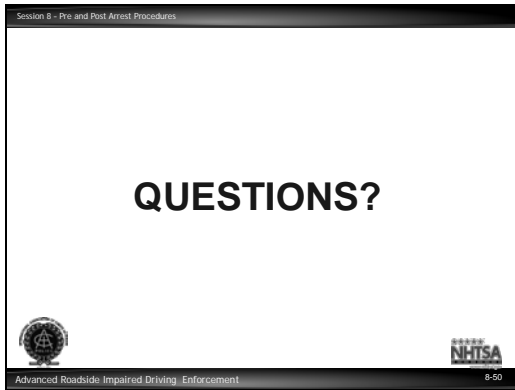 Session 8 - Pre and Post Arrest Procedures
QUESTIONS?
NHTSA
Advanced Roadside Impaired Driving Enforcement
8-50